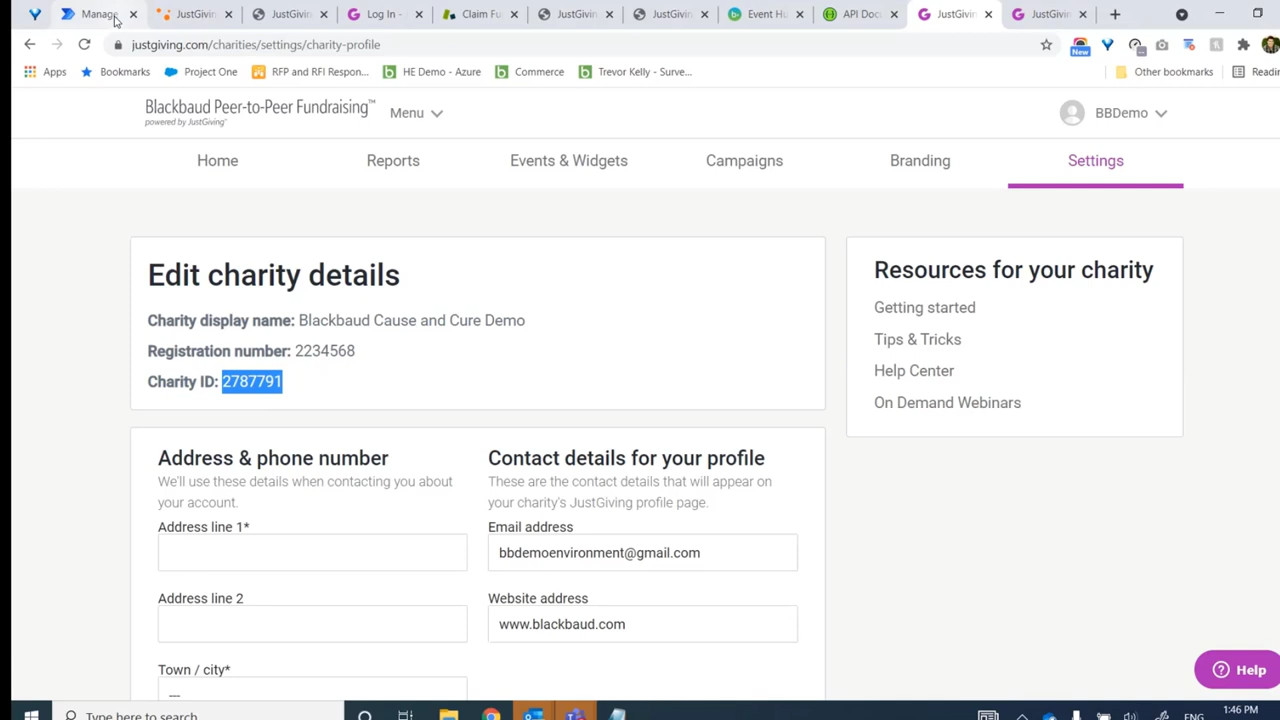 Manage
JustGiving
JustGivin
Log In -
Claim Fu
JustGivin
JustGivin
Event Hu
API Doc
JustGivin
JustGivin
justgiving.com/charities/settings/charity-profile
New
Apps
Bookmarks
Project One
RFP and RFI Respon...
HE Demo - Azure
Commerce
Trevor Kelly - Surve...
Other bookmarks
Readin
Blackbaud Peer-to-Peer Fundraising™
powered by JustGiving
Menu
BBDemo
Home
Reports
Events & Widgets
Campaigns
Branding
Settings
Edit charity details
Charity display name: Blackbaud Cause and Cure Demo
Registration number: 2234568
Charity ID: 2787791
Resources for your charity
Getting started
Tips & Tricks
Help Center
On Demand Webinars
Address & phone number
We'll use these details when contacting you about
your account.
Address line 1*
Address line 2
Town / city*
---
Contact details for your profile
These are the contact details that will appear on
your charity's JustGiving profile page.
Email address
bbdemoenvironment@gmail.com
Website address
www.blackbaud.com
Help
Type here to search
ENG
1:46 PM